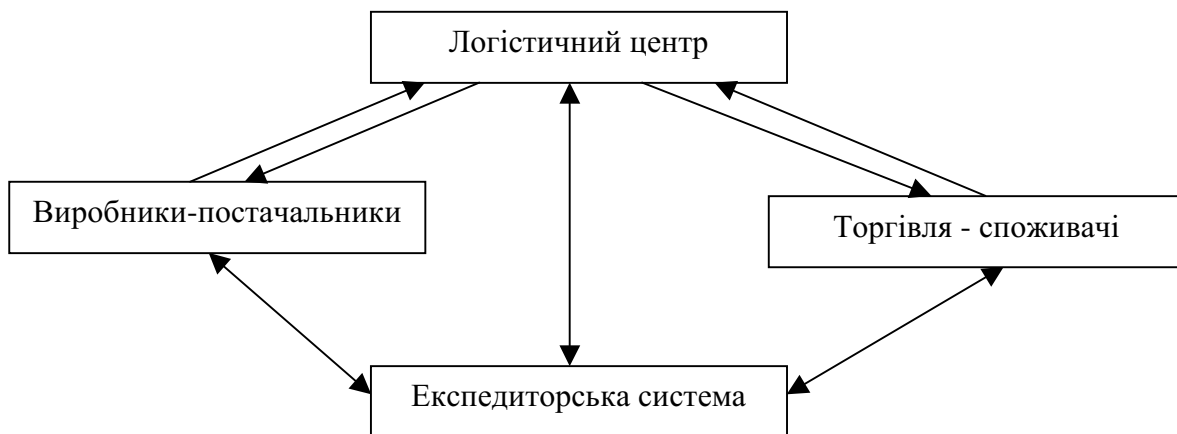 Логістичний центр
Виробники-постачальники
Торгівля - споживачі
Експедиторська система